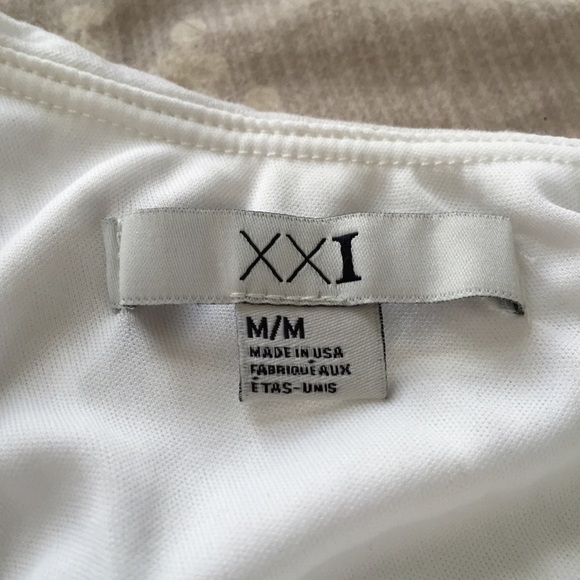 XXI
M/M
MADE IN USA
FABRIQUÉ AUX
ÉTAS-UNIS